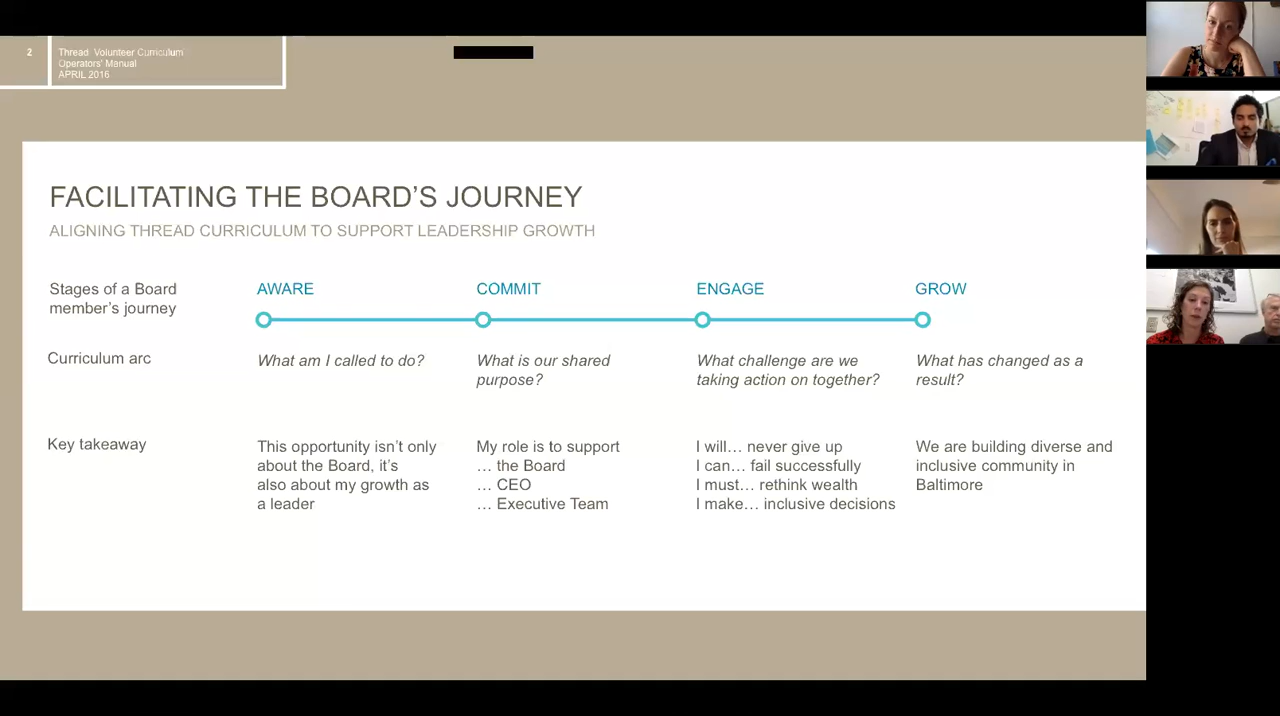 2
Thread Volunteer Curriculum
Operators' Manual
APRIL 2016
FACILITATING THE BOARD'S JOURNEY
ALIGNING THREAD CURRICULUM TO SUPPORT LEADERSHIP GROWTH
Stages of a Board
member's journey
AWARE
COMMIT
ENGAGE
GROW
Curriculum arc
What am I called to do?
What is our shared
purpose?
What challenge are we
taking action on together?
What has changed as a
result?
Key takeaway
This opportunity isn't only
about the Board, it's
also about my growth as
a leader
My role is to support
… the Board
… CEO
… Executive Team
I will… never give up
I can… fail successfully
I must… rethink wealth
I make… inclusive decisions
We are building diverse and
inclusive community in
Baltimore